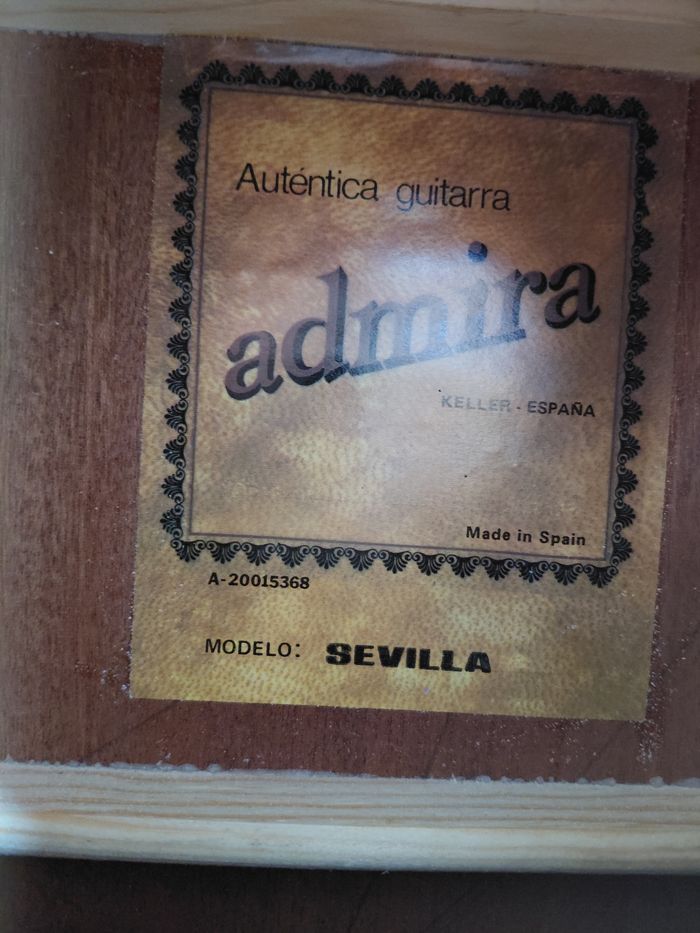 Auténtica guitarra
admira
KELLER - ESPAÑA
Made in Spain
A-20015368
MODELO: SEVILLA